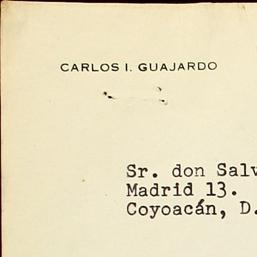 CARLOS I. GUAJARDO
Sr. don Salv
Madrid 13.
Coyoacán, D.